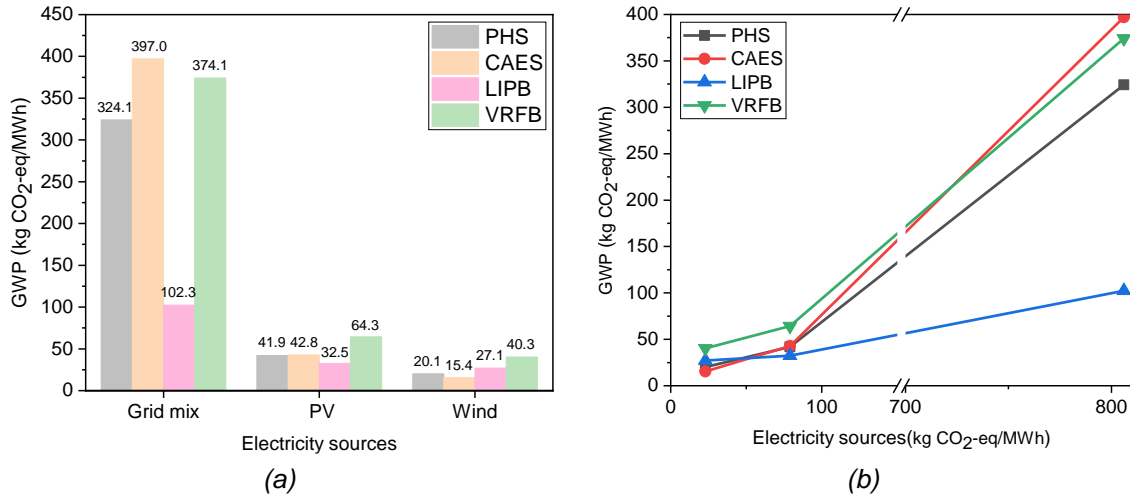 450
400
350
300
250
200
150
100
50
0
GWP (kg CO2-eq/MWh)
PHS
CAES
LIPB
VRFB
324.1
397.0
102.3
374.1
41.9
42.8
32.5
64.3
20.1
15.4
27.1
40.3
Grid mix PV Wind
Electricity sources
(a)
400
350
300
250
200
150
100
50
0
GWP (kg CO2-eq/MWh)
PHS
CAES
LIPB
VRFB
0 100 700 800
Electricity sources(kg CO2-eq/MWh)
(b)